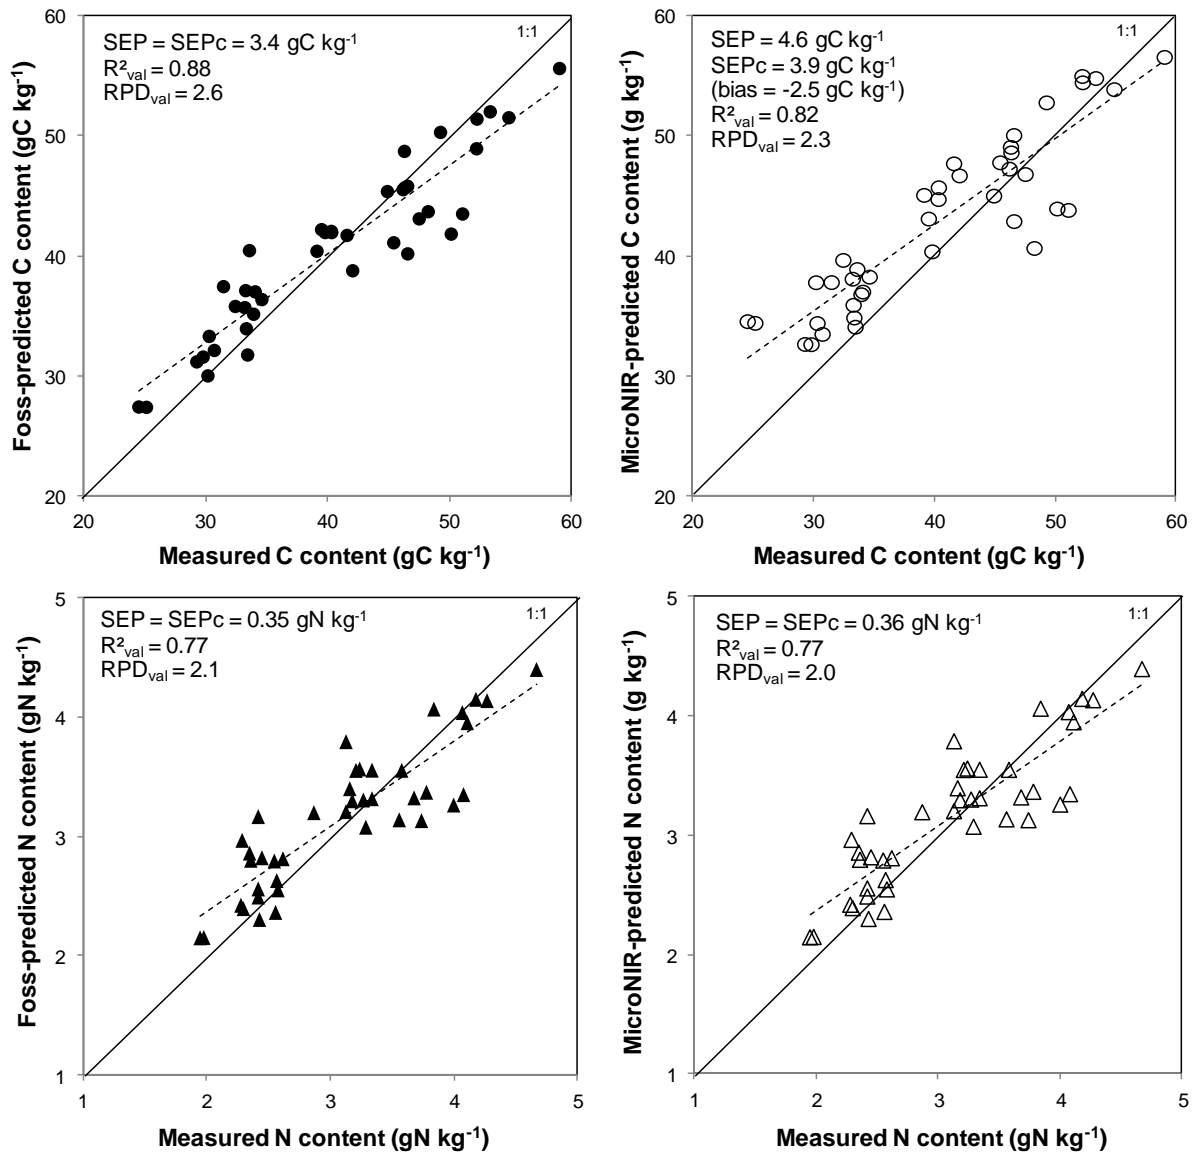 60
50
40
30
20
20
30
40
50
60
1:1
SEP = SEPc = 3.4 gC kg⁻¹
R²val = 0.88
RPDval = 2.6
Foss-predicted C content (gC kg⁻¹)
Measured C content (gC kg⁻¹)
60
50
40
30
20
20
30
40
50
60
1:1
SEP = 4.6 gC kg⁻¹
SEPc = 3.9 gC kg⁻¹
(bias = -2.5 gC kg⁻¹)
R²val = 0.82
RPDval = 2.3
MicroNIR-predicted C content (g kg⁻¹)
Measured C content (gC kg⁻¹)
5
4
3
2
1
1
2
3
4
5
1:1
SEP = SEPc = 0.35 gN kg⁻¹
R²val = 0.77
RPDval = 2.1
Foss-predicted N content (gN kg⁻¹)
Measured N content (gN kg⁻¹)
5
4
3
2
1
1
2
3
4
5
1:1
SEP = SEPc = 0.36 gN kg⁻¹
R²val = 0.77
RPDval = 2.0
MicroNIR-predicted N content (g kg⁻¹)
Measured N content (gN kg⁻¹)